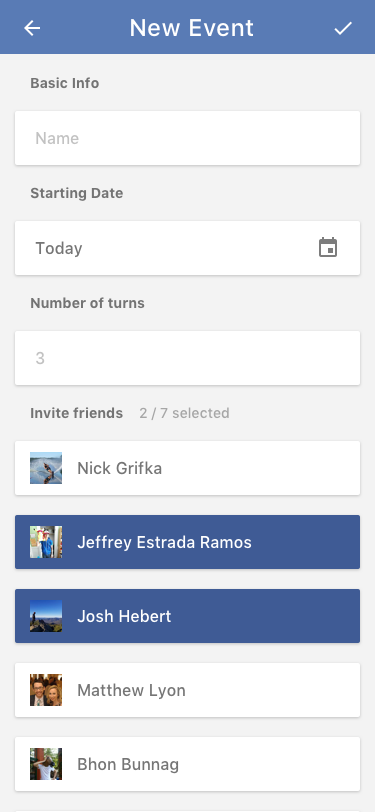 New Event
Basic Info
Name
Starting Date
Today
Number of turns
3
Invite friends 2 / 7 selected
Nick Grifka
Jeffrey Estrada Ramos
Josh Hebert
Matthew Lyon
Bhon Bunnag